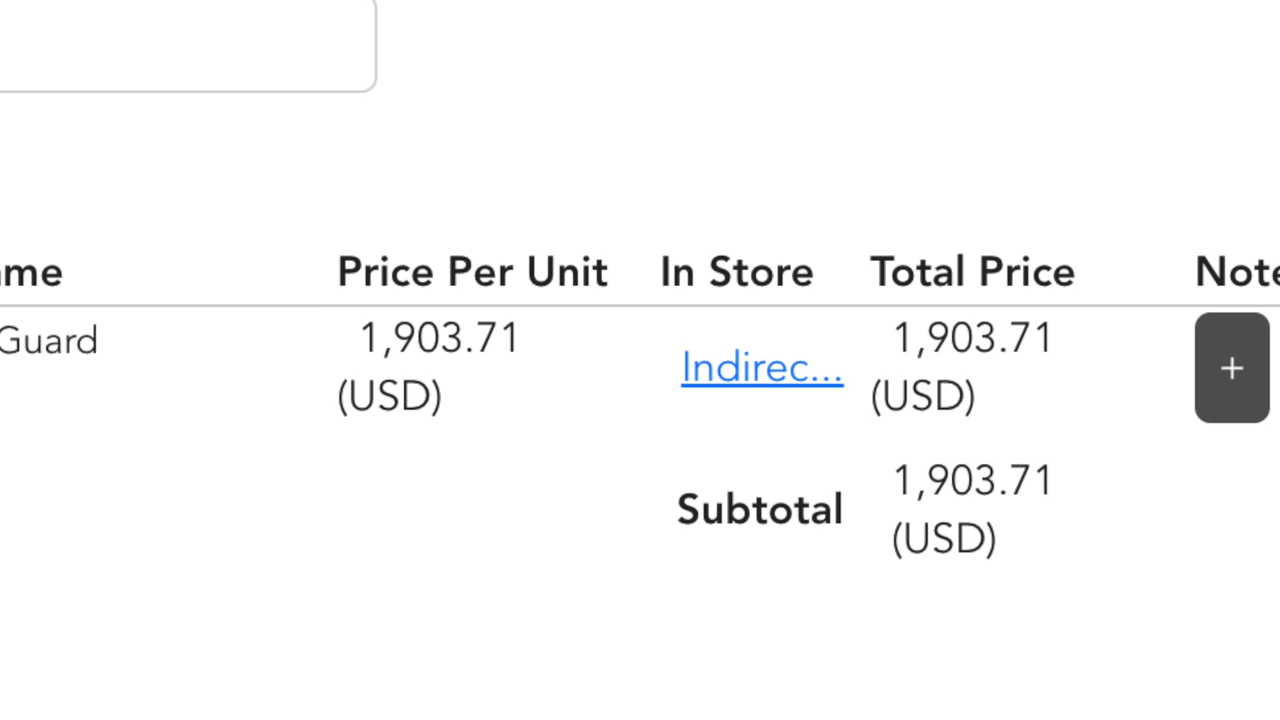 ame Price Per Unit In Store Total Price Note
Guard 1,903.71 (USD) Indirec... 1,903.71 (USD) +
Subtotal 1,903.71 (USD)